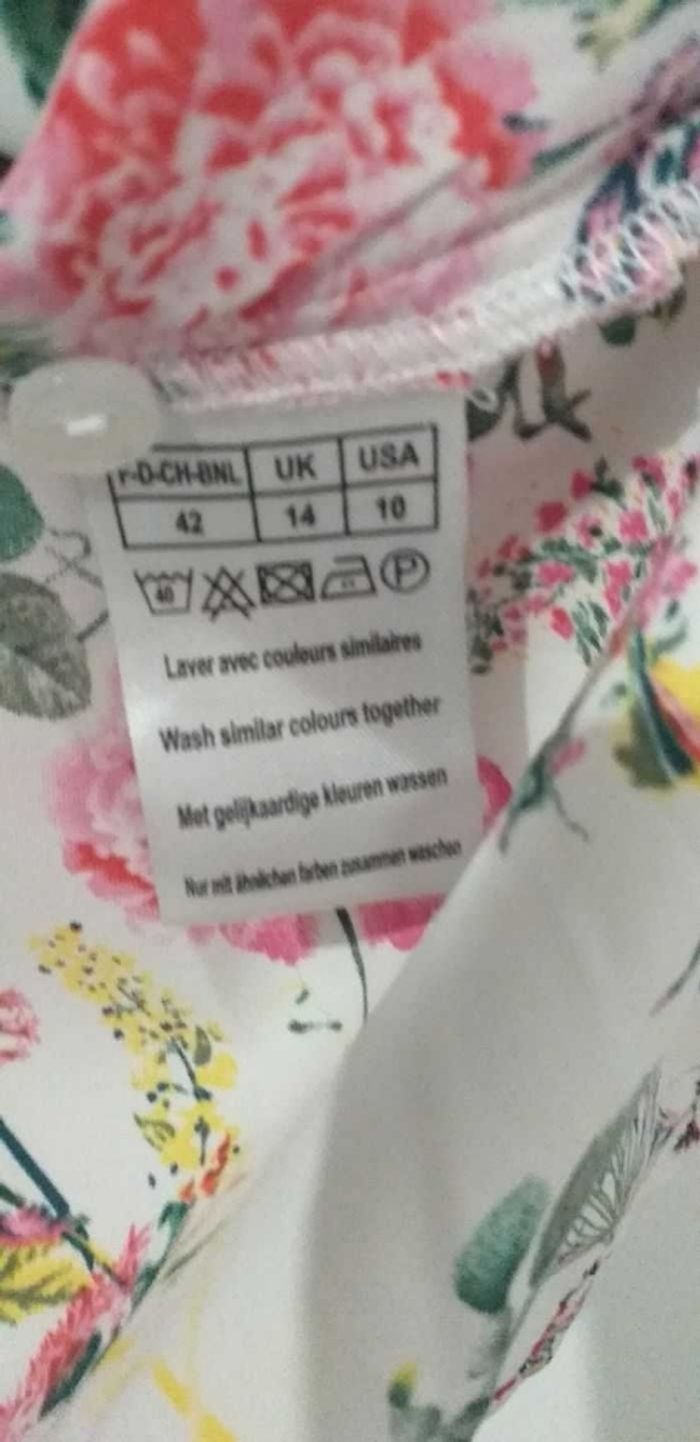 F-D-CH-BNL UK USA
42 14 10
40 P
Laver avec couleurs similaires
Wash similar colours together
Met gelijkaardige kleuren wassen
Nur mit ähnlichen farben zusammen waschen